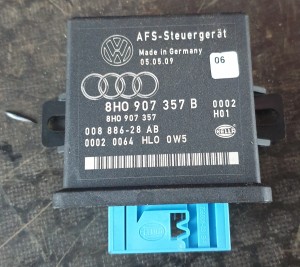 AFS-Steuergerät
Made in Germany
05.05.09
06
8H0 907 357 B 0002
8H0 907 357 H01
008 886-28 AB
0002 0064 HLO 0W5
HELLA